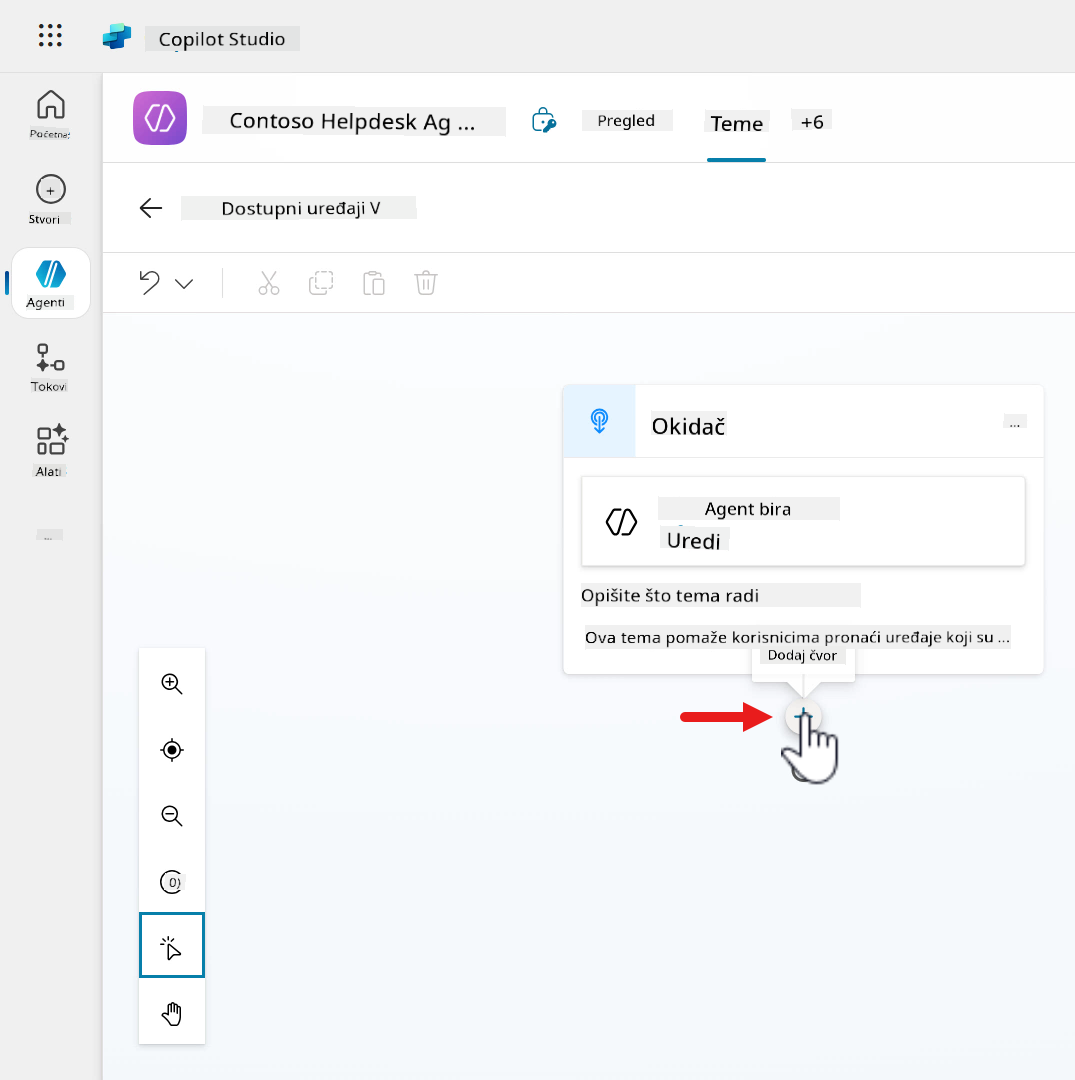 Copilot Studio
Contoso Helpdesk Ag ...
Pregled
Teme
+6
Dostupni uređaji V
Stvori
Agenti
Tokovi
Alati
...
Okidač
...
Agent bira
Uredi
Opišite što tema radi
Ova tema pomaže korisnicima pronaći uređaje koji su ...
Dodaj čvor
0)